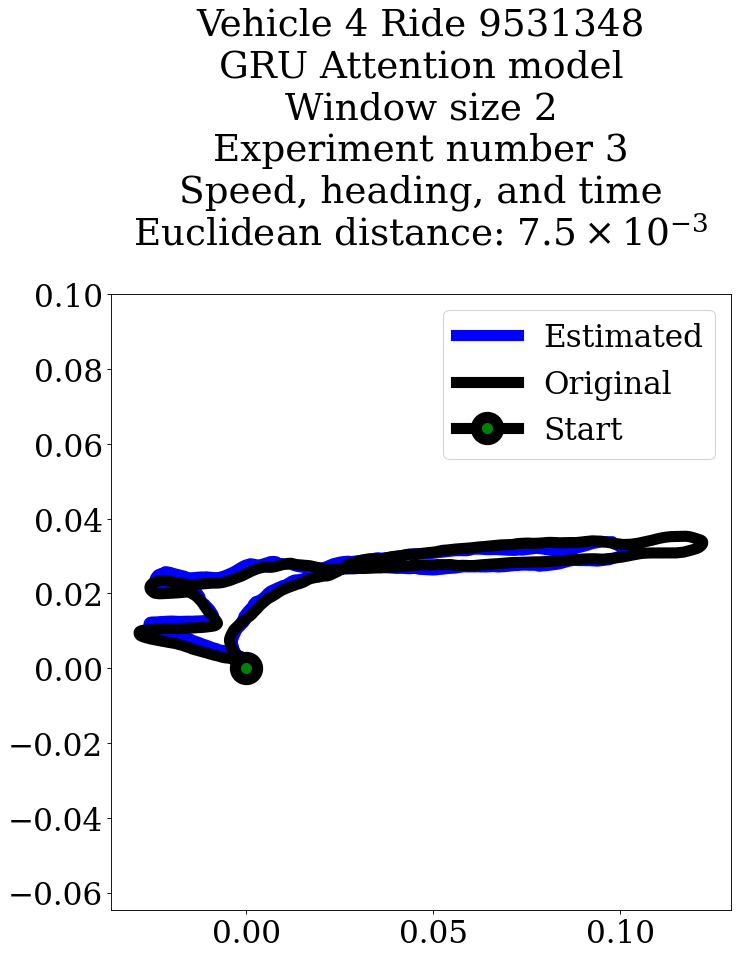 Vehicle 4 Ride 9531348
GRU Attention model
Window size 2
Experiment number 3
Speed, heading, and time
Euclidean distance: 7.5 × 10⁻³
0.10
Estimated
0.08
Original
0.06
Start
0.04
0.02
0.00
−0.02
−0.04
−0.06
0.00 0.05 0.10